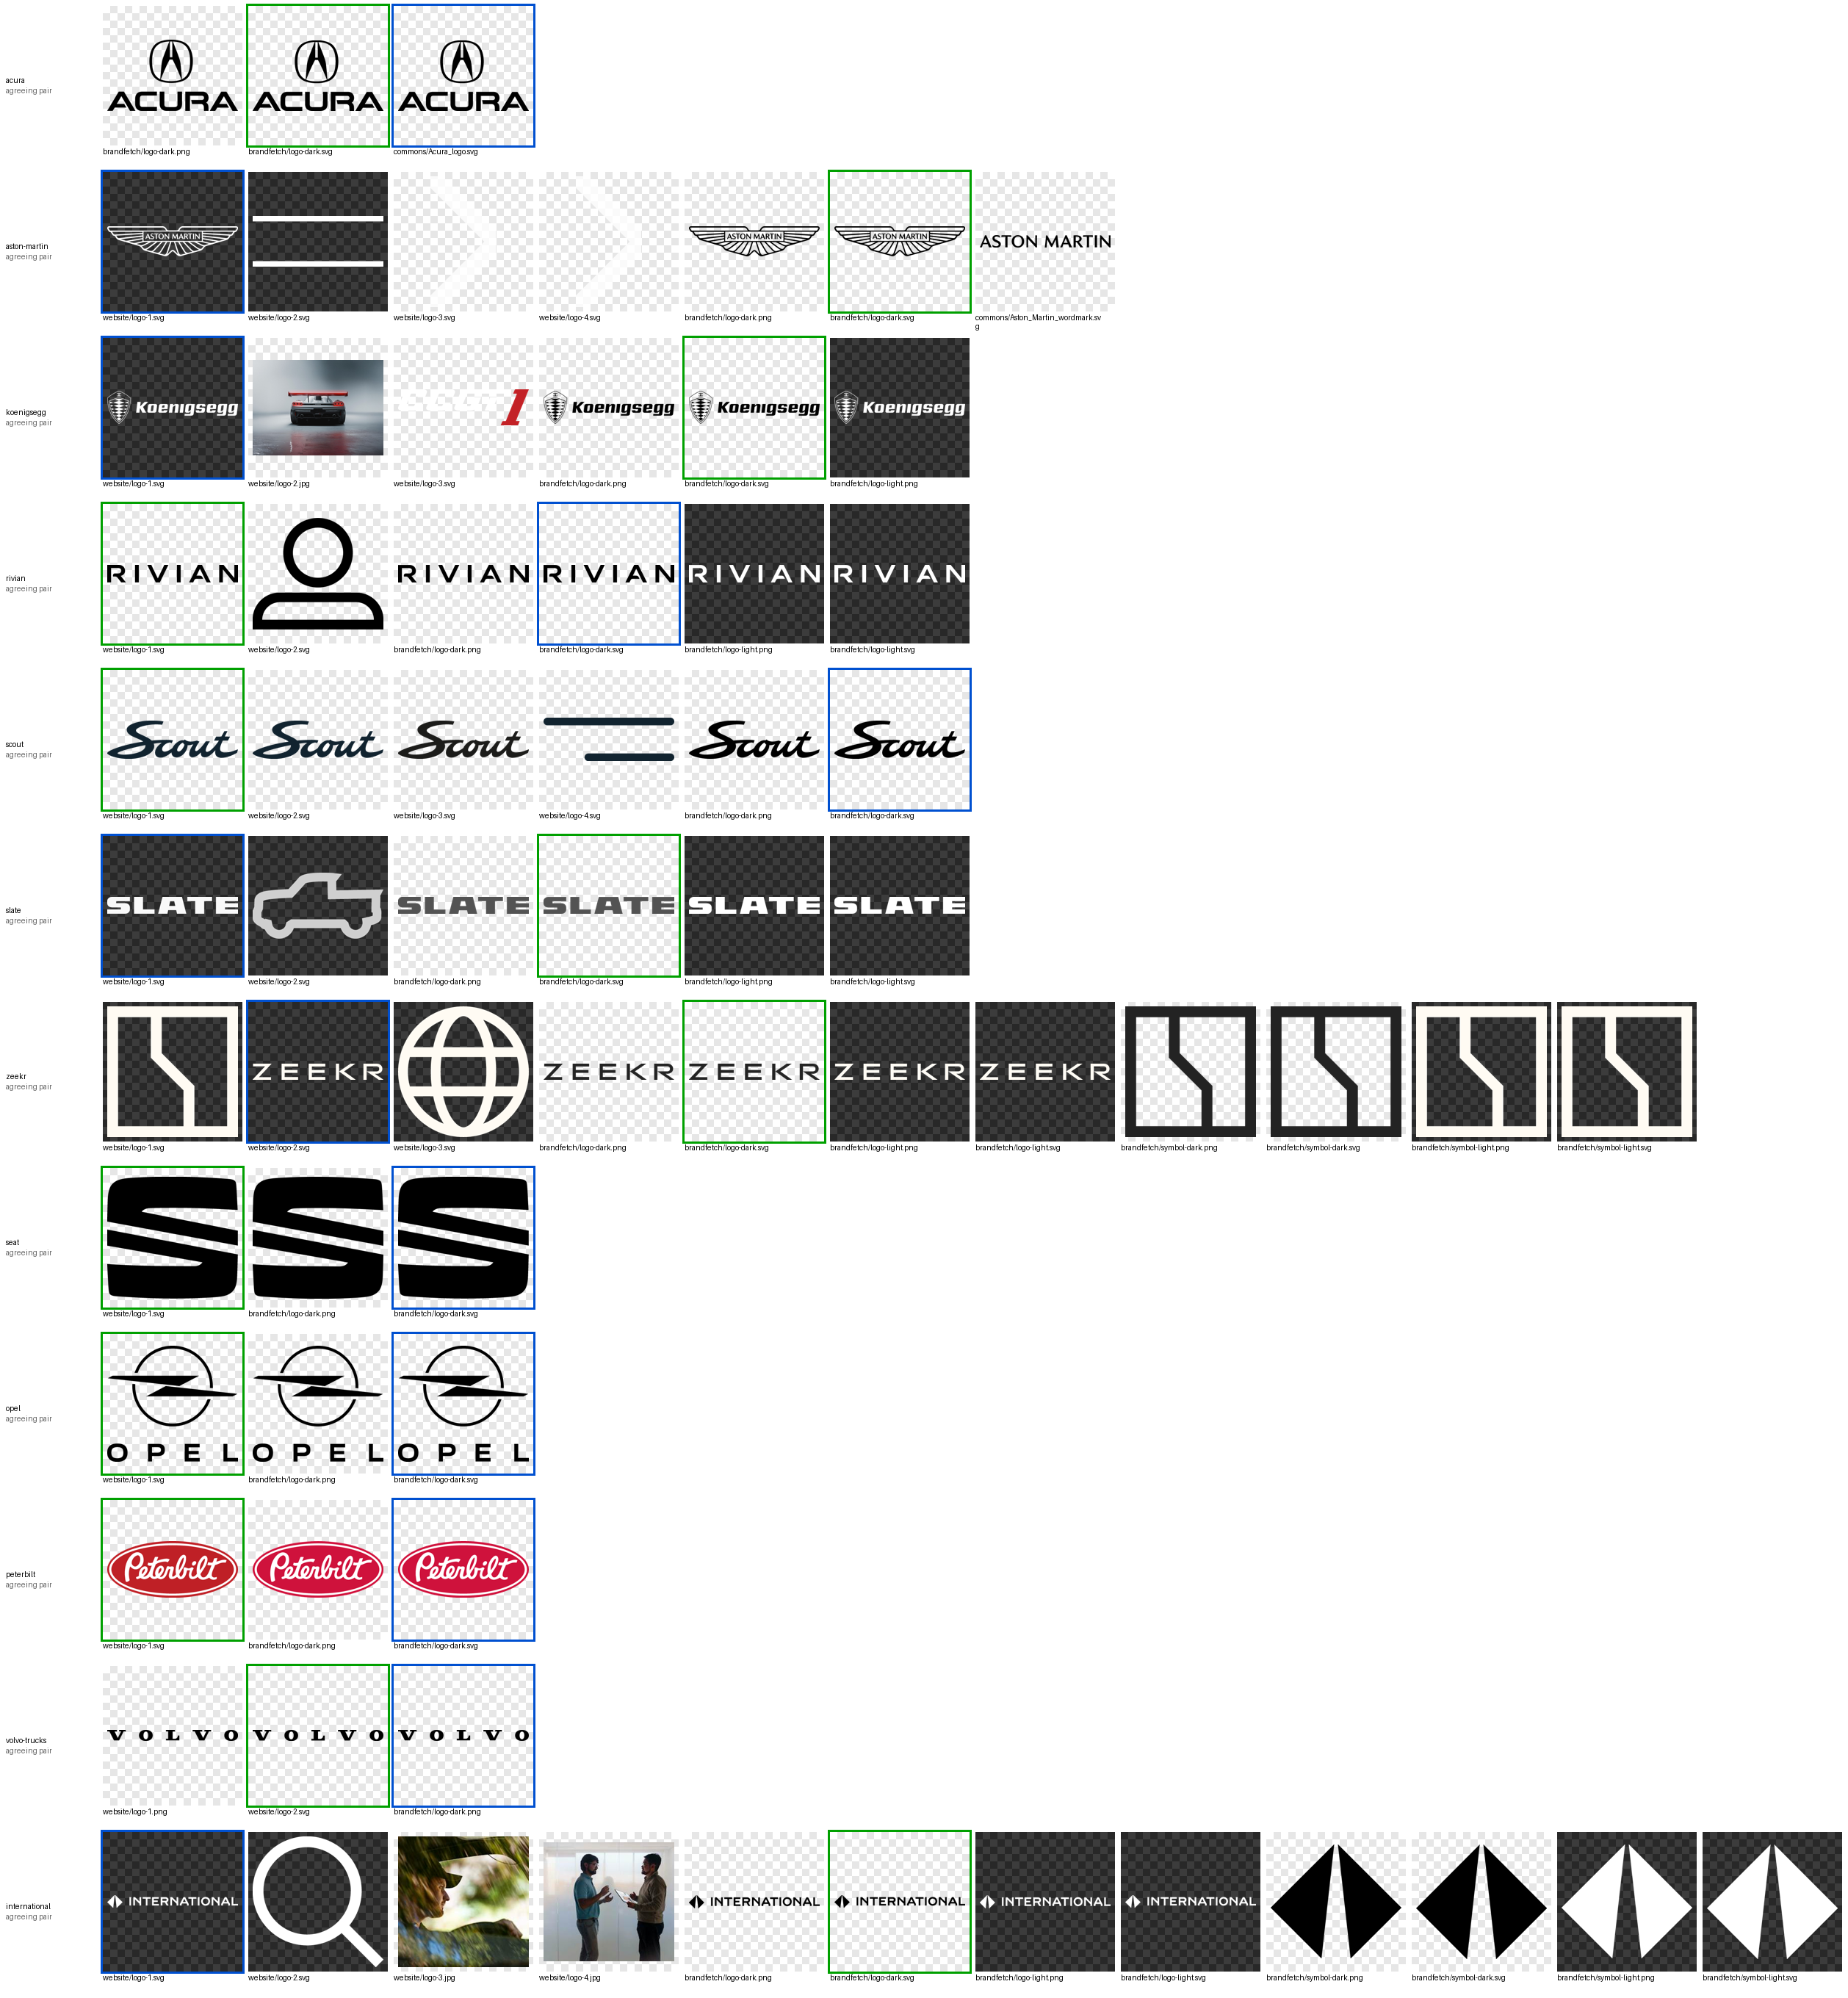 ACURA
ACURA
ACURA
acura
agreeing pair
brandfetch/logo-dark.png
brandfetch/logo-dark.svg
commons/Acura_logo.svg
ASTON MARTIN
ASTON MARTIN
ASTON MARTIN
ASTON MARTIN
aston-martin
agreeing pair
website/logo-1.svg
website/logo-2.svg
website/logo-3.svg
website/logo-4.svg
brandfetch/logo-dark.png
brandfetch/logo-dark.svg
commons/Aston_Martin_wordmark.sv
g
Koenigsegg
1
Koenigsegg
Koenigsegg
Koenigsegg
koenigsegg
agreeing pair
website/logo-1.svg
website/logo-2.jpg
website/logo-3.svg
brandfetch/logo-dark.png
brandfetch/logo-dark.svg
brandfetch/logo-light.png
RIVIAN
RIVIAN
RIVIAN
RIVIAN
RIVIAN
rivian
agreeing pair
website/logo-1.svg
website/logo-2.svg
brandfetch/logo-dark.png
brandfetch/logo-dark.svg
brandfetch/logo-light.png
brandfetch/logo-light.svg
Scout
Scout
Scout
Scout
Scout
scout
agreeing pair
website/logo-1.svg
website/logo-2.svg
website/logo-3.svg
website/logo-4.svg
brandfetch/logo-dark.png
brandfetch/logo-dark.svg
SLATE
SLATE
SLATE
SLATE
SLATE
slate
agreeing pair
website/logo-1.svg
website/logo-2.svg
brandfetch/logo-dark.png
brandfetch/logo-dark.svg
brandfetch/logo-light.png
brandfetch/logo-light.svg
ZEEKR
ZEEKR
ZEEKR
ZEEKR
ZEEKR
zeekr
agreeing pair
website/logo-1.svg
website/logo-2.svg
website/logo-3.svg
brandfetch/logo-dark.png
brandfetch/logo-dark.svg
brandfetch/logo-light.png
brandfetch/logo-light.svg
brandfetch/symbol-dark.png
brandfetch/symbol-dark.svg
brandfetch/symbol-light.png
brandfetch/symbol-light.svg
seat
agreeing pair
website/logo-1.svg
brandfetch/logo-dark.png
brandfetch/logo-dark.svg
OPEL
OPEL
OPEL
opel
agreeing pair
website/logo-1.svg
brandfetch/logo-dark.png
brandfetch/logo-dark.svg
Peterbilt
Peterbilt
Peterbilt
peterbilt
agreeing pair
website/logo-1.svg
brandfetch/logo-dark.png
brandfetch/logo-dark.svg
VOLVO
VOLVO
VOLVO
volvo-trucks
agreeing pair
website/logo-1.png
website/logo-2.svg
brandfetch/logo-dark.png
INTERNATIONAL
INTERNATIONAL
INTERNATIONAL
INTERNATIONAL
INTERNATIONAL
international
agreeing pair
website/logo-1.svg
website/logo-2.svg
website/logo-3.jpg
website/logo-4.jpg
brandfetch/logo-dark.png
brandfetch/logo-dark.svg
brandfetch/logo-light.png
brandfetch/logo-light.svg
brandfetch/symbol-dark.png
brandfetch/symbol-dark.svg
brandfetch/symbol-light.png
brandfetch/symbol-light.svg